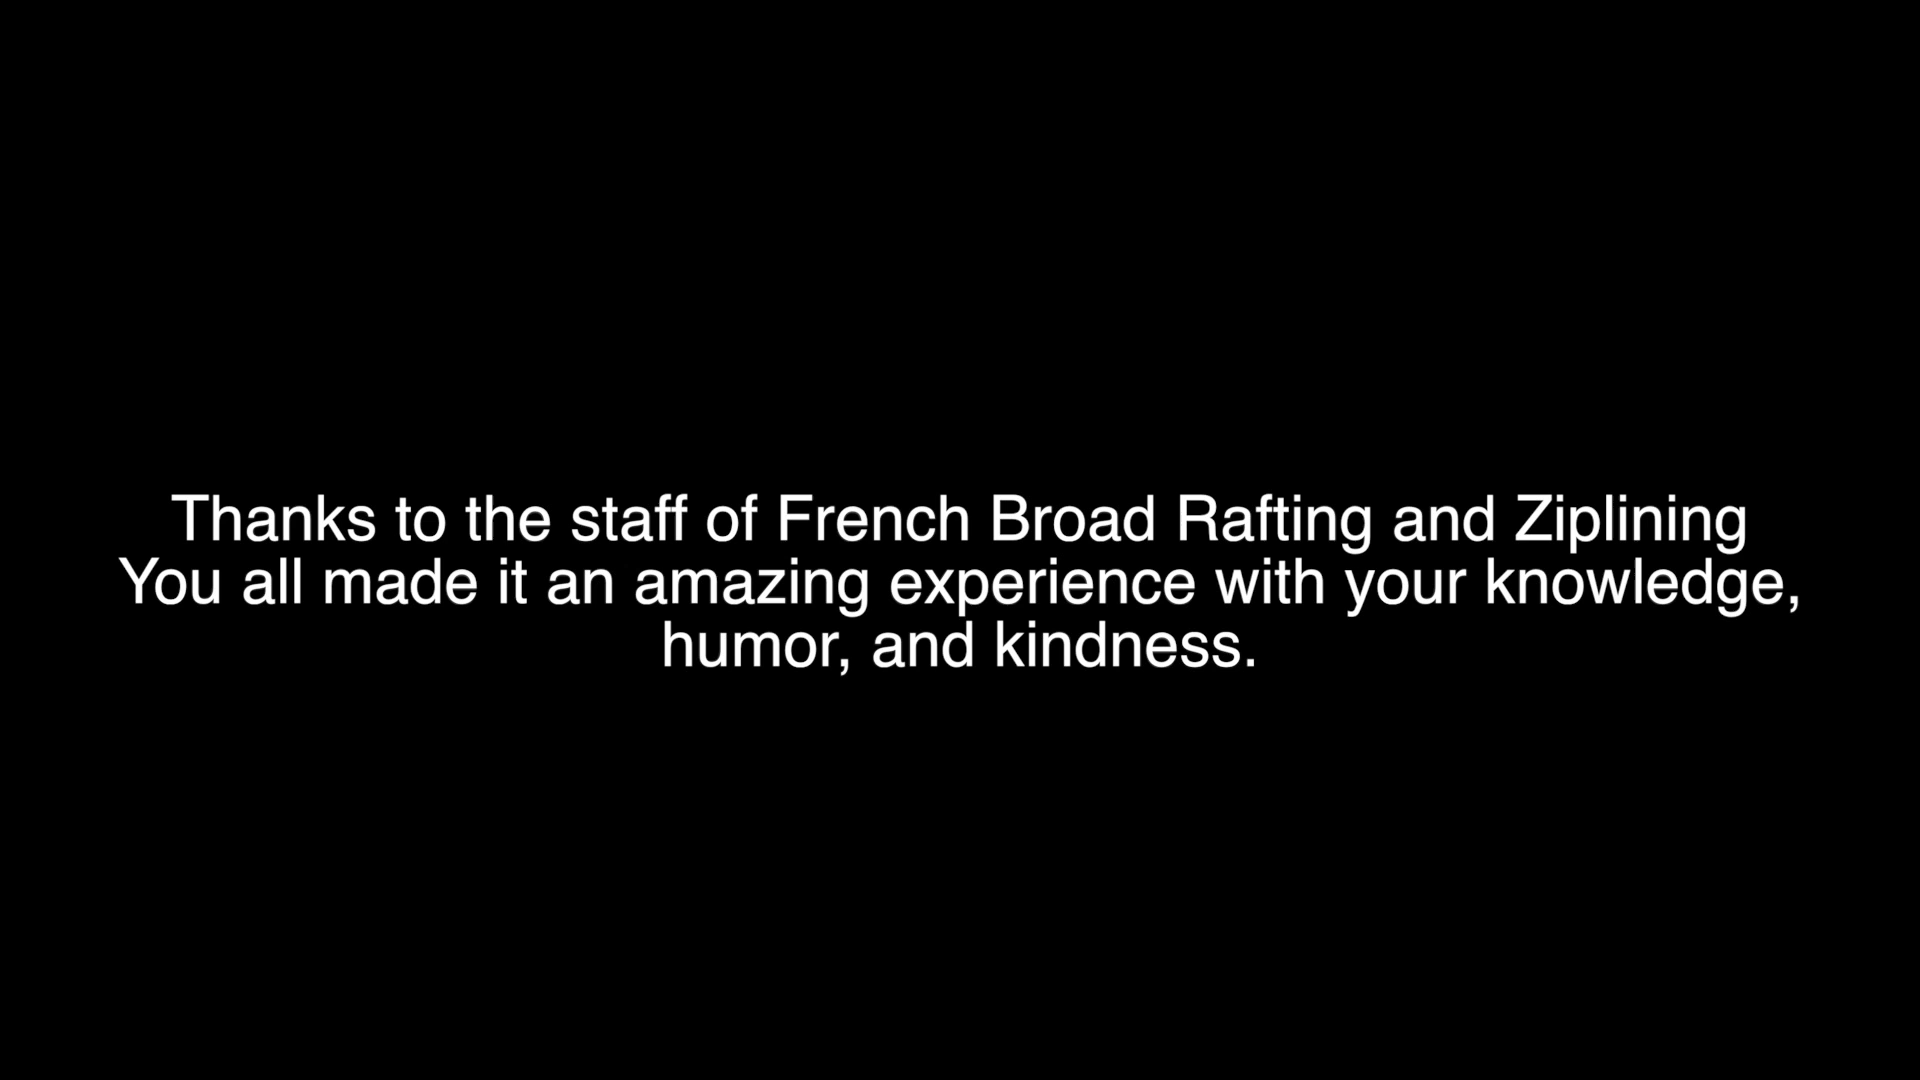 Thanks to the staff of French Broad Rafting and Ziplining
You all made it an amazing experience with your knowledge,
humor, and kindness.